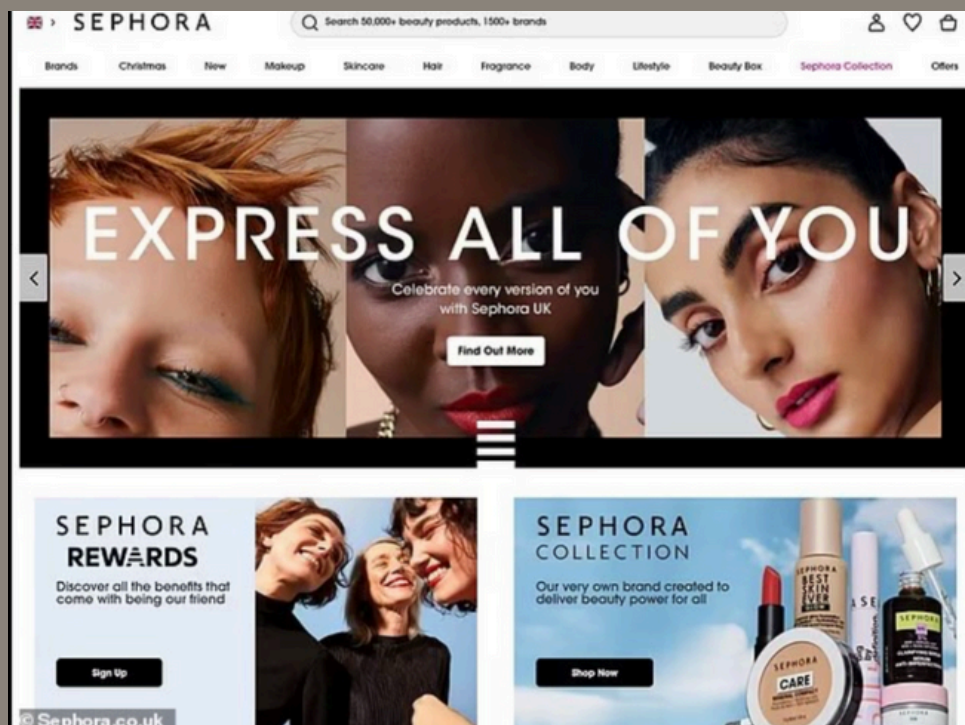 SEPHORA
Search 50,000+ beauty products, 1500+ brands
Brands Christmas New Makeup Skincare Hair Fragrance Body Lifestyle Beauty Box Sephora Collection Offers
EXPRESS ALL OF YOU
Celebrate every version of you
with Sephora UK
Find Out More
SEPHORA
REWARDS
Discover all the benefits that
come with being our friend
Sign Up
SEPHORA
COLLECTION
Our very own brand created to
deliver beauty power for all
Shop Now
SEPHORA
BEST
SKIN
EVER
GLOW
SEPHORA
CARE
SEPHORA
© Sephora.co.uk